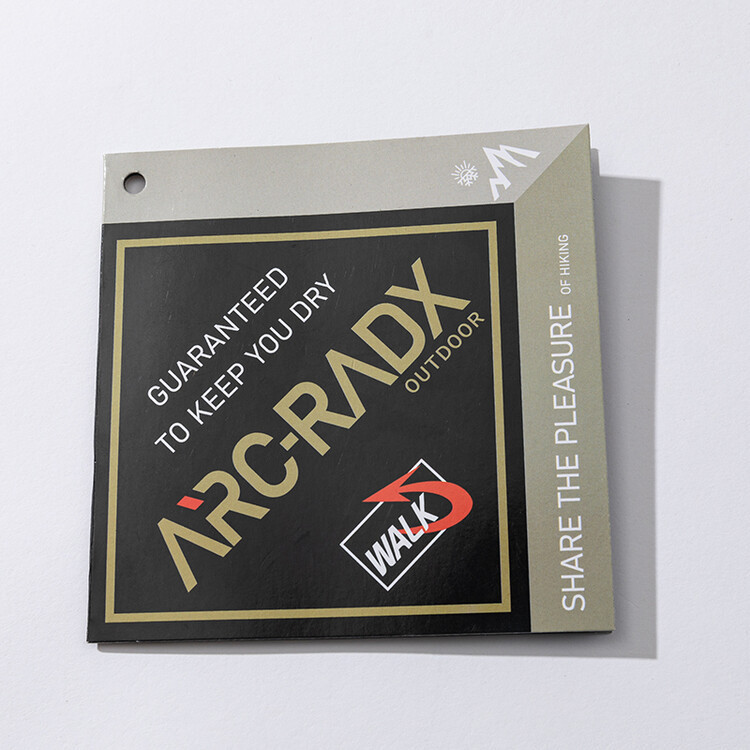 GUARANTEED
TO KEEP YOU DRY
ARC-RADX
OUTDOOR
WALK
SHARE THE PLEASURE OF HIKING